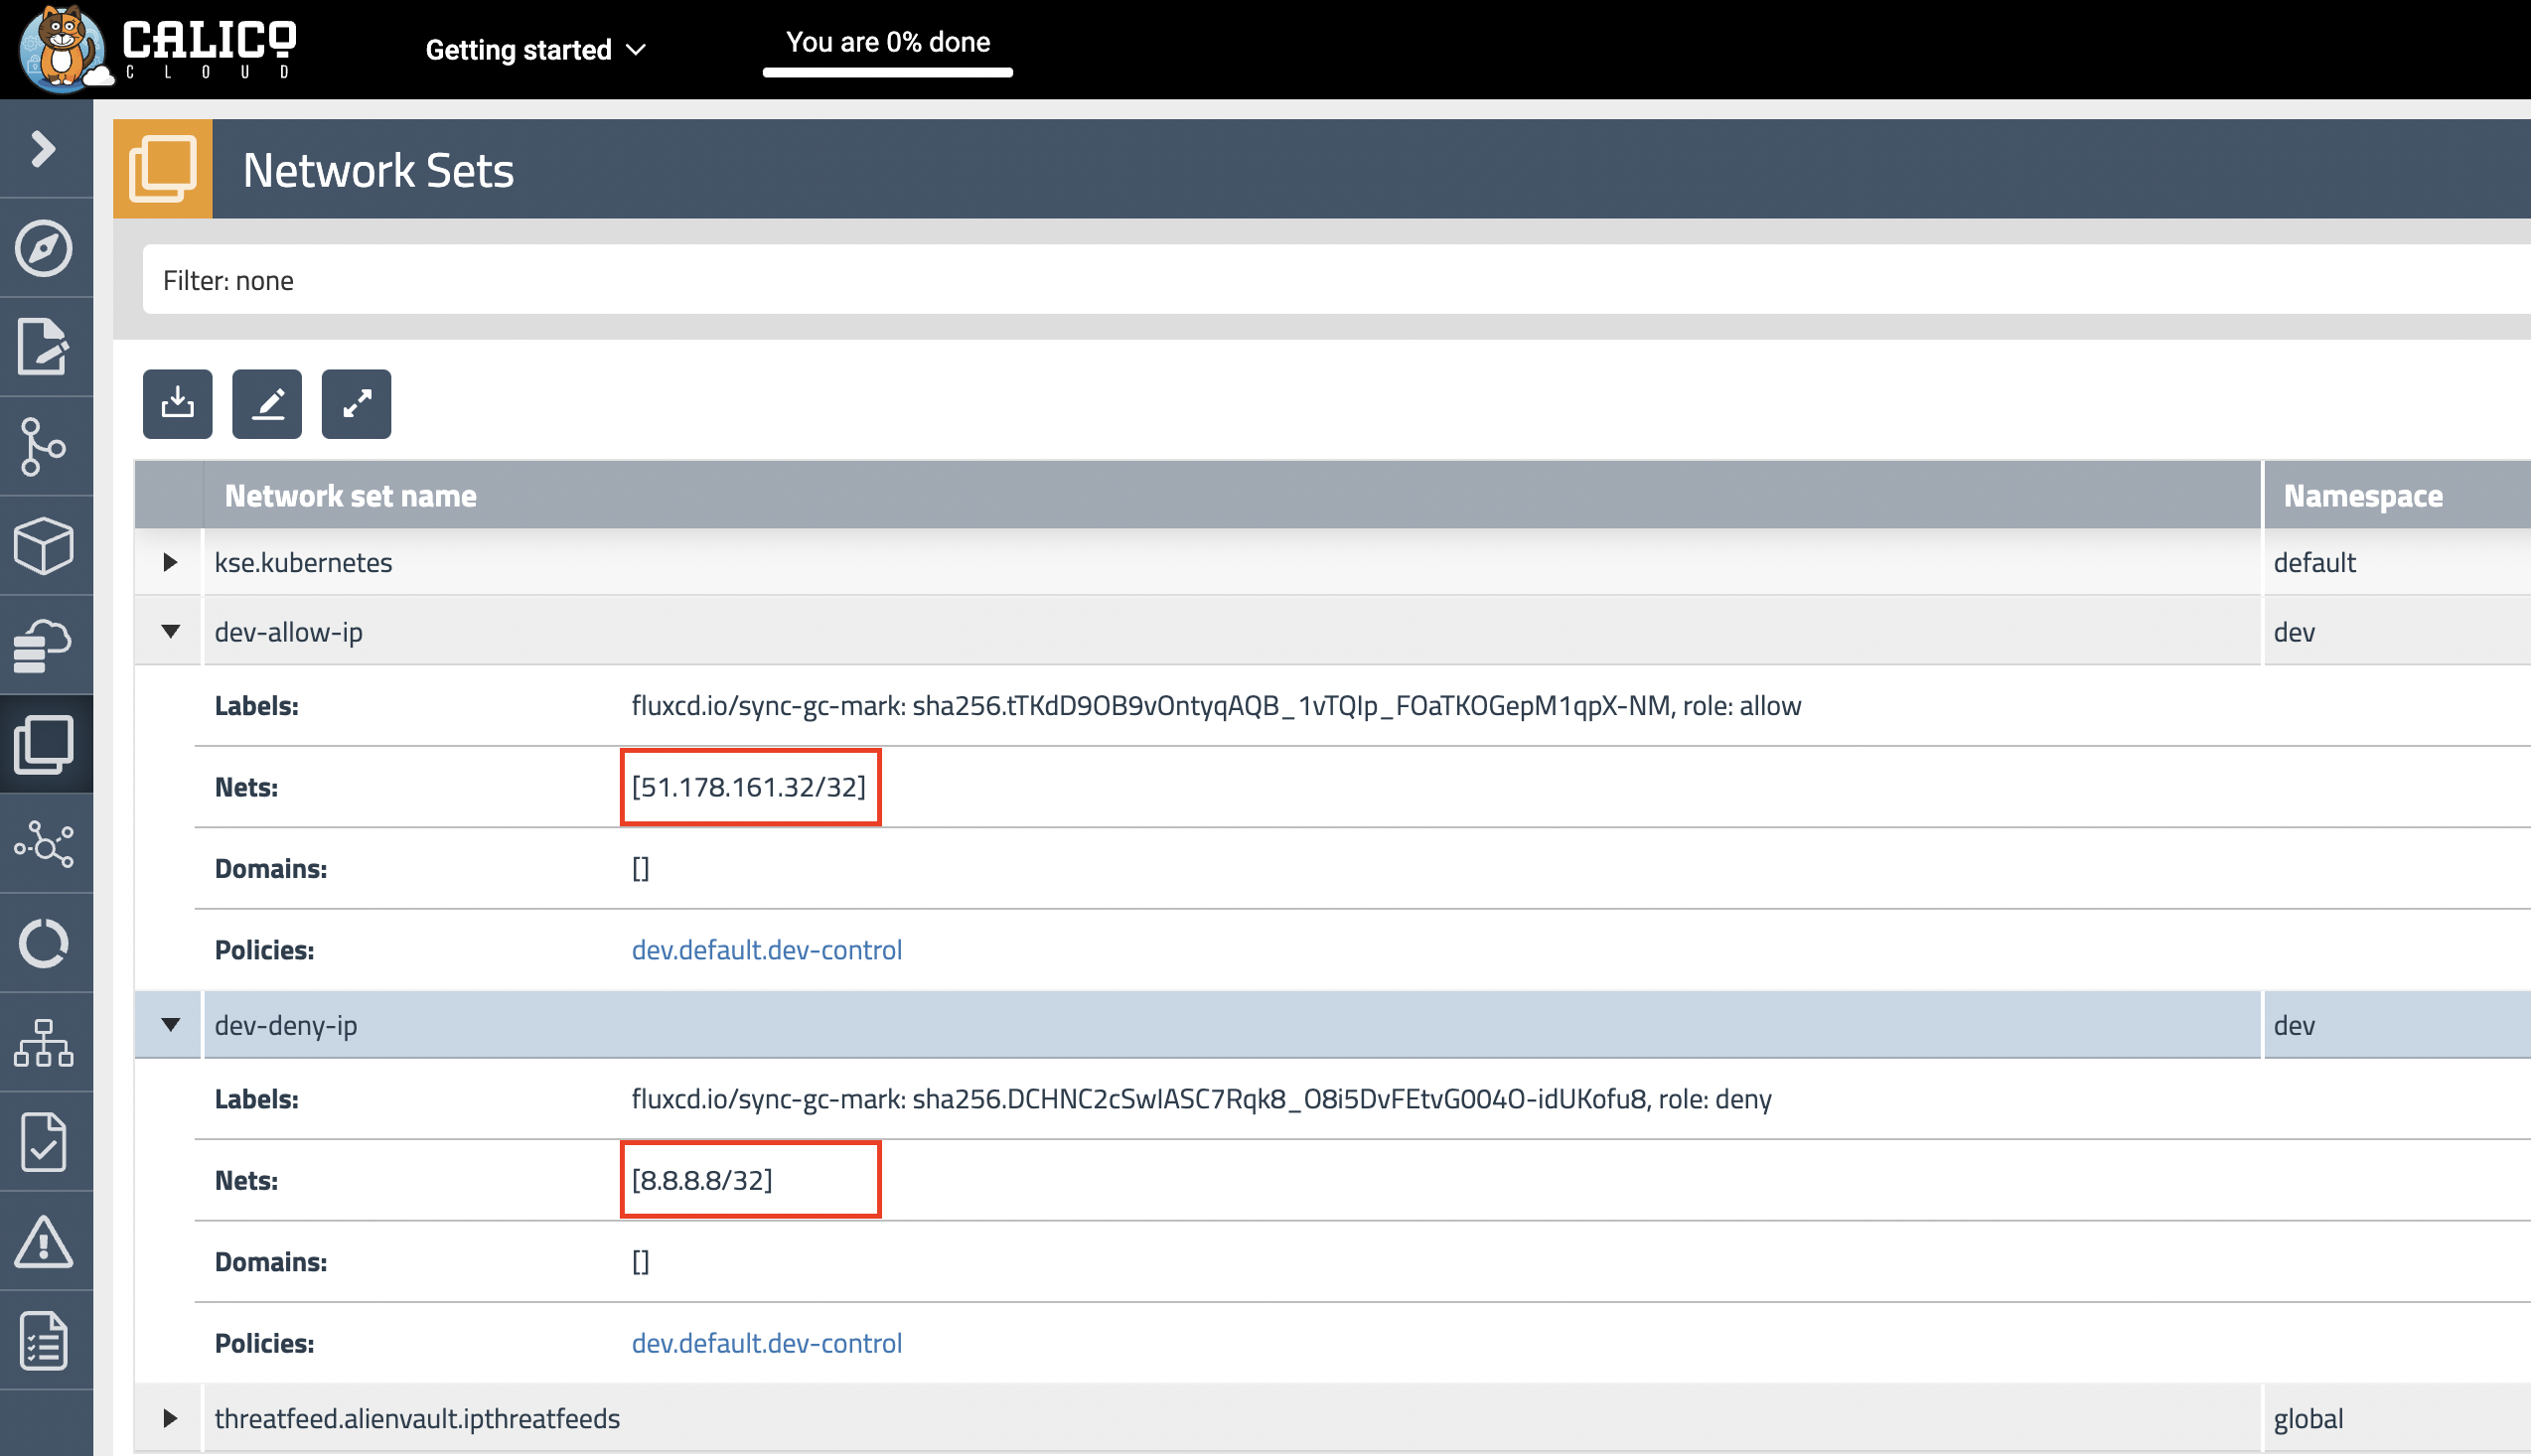 CALICO
CLOUD
Getting started
You are 0% done
Network Sets
Filter: none
Network set name Namespace
kse.kubernetes default
dev-allow-ip dev
Labels: fluxcd.io/sync-gc-mark: sha256.tTKdD9OB9vOntyqAQB_1vTQIp_FOaTKOGepM1qpX-NM, role: allow
Nets: [51.178.161.32/32]
Domains: []
Policies: dev.default.dev-control
dev-deny-ip dev
Labels: fluxcd.io/sync-gc-mark: sha256.DCHNC2cSwIASC7Rqk8_O8i5DvFEtvG004O-idUKofu8, role: deny
Nets: [8.8.8.8/32]
Domains: []
Policies: dev.default.dev-control
threatfeed.alienvault.ipthreatfeeds global